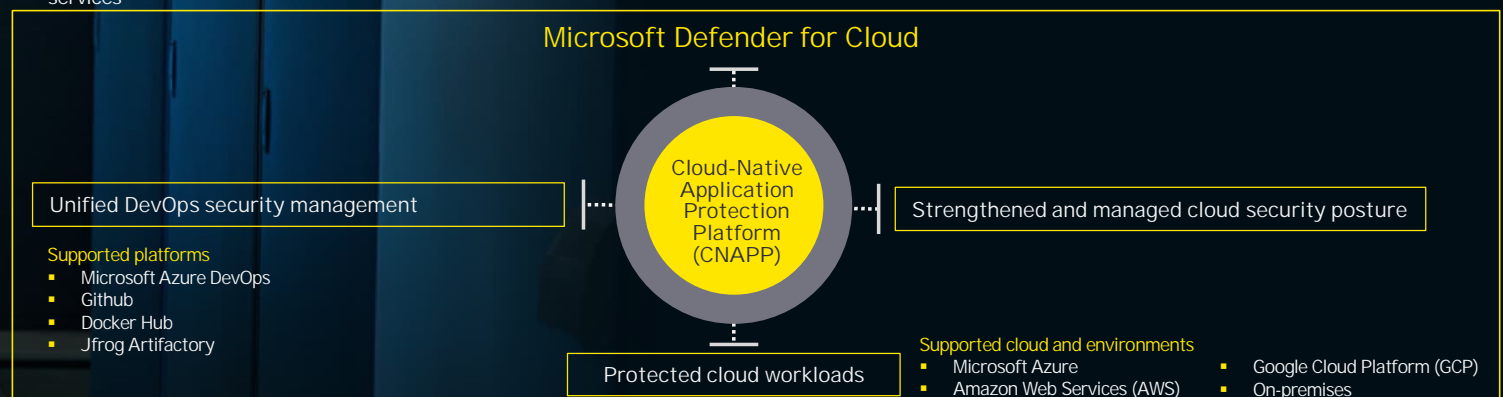 services
Microsoft Defender for Cloud
Cloud-Native
Application
Protection
Platform
(CNAPP)
Unified DevOps security management
Strengthened and managed cloud security posture
Supported platforms
▪ Microsoft Azure DevOps
▪ Github
▪ Docker Hub
▪ Jfrog Artifactory
Protected cloud workloads
Supported cloud and environments
▪ Microsoft Azure
▪ Amazon Web Services (AWS)
▪ Google Cloud Platform (GCP)
▪ On-premises